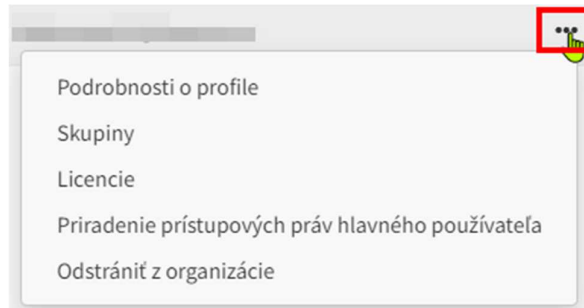 Podrobnosti o profile
Skupiny
Licencie
Priradenie prístupových práv hlavného používateľa
Odstrániť z organizácie